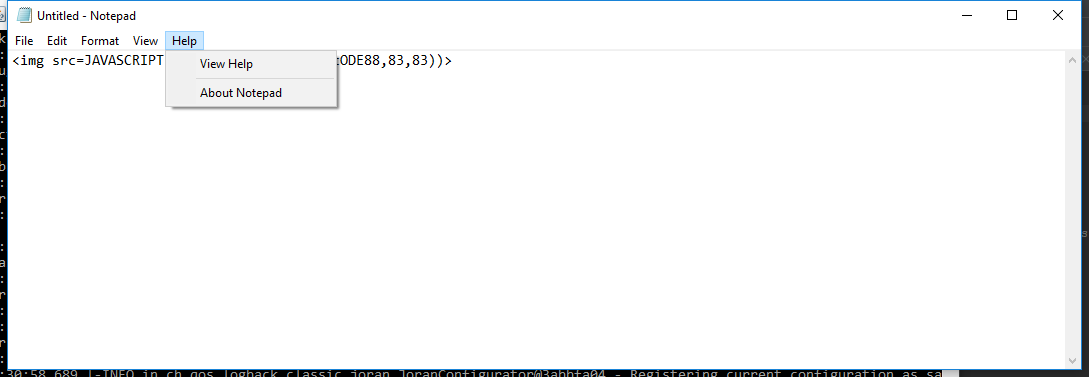 Untitled - Notepad
File Edit Format View Help
<img src=JAVASCRIPT ODE88,83,83))>
View Help
About Notepad
:30:58,689 |-INFO in ch.qos.logback.classic.joran.JoranConfigurator@3abbfa04 - Registering current configuration as sa